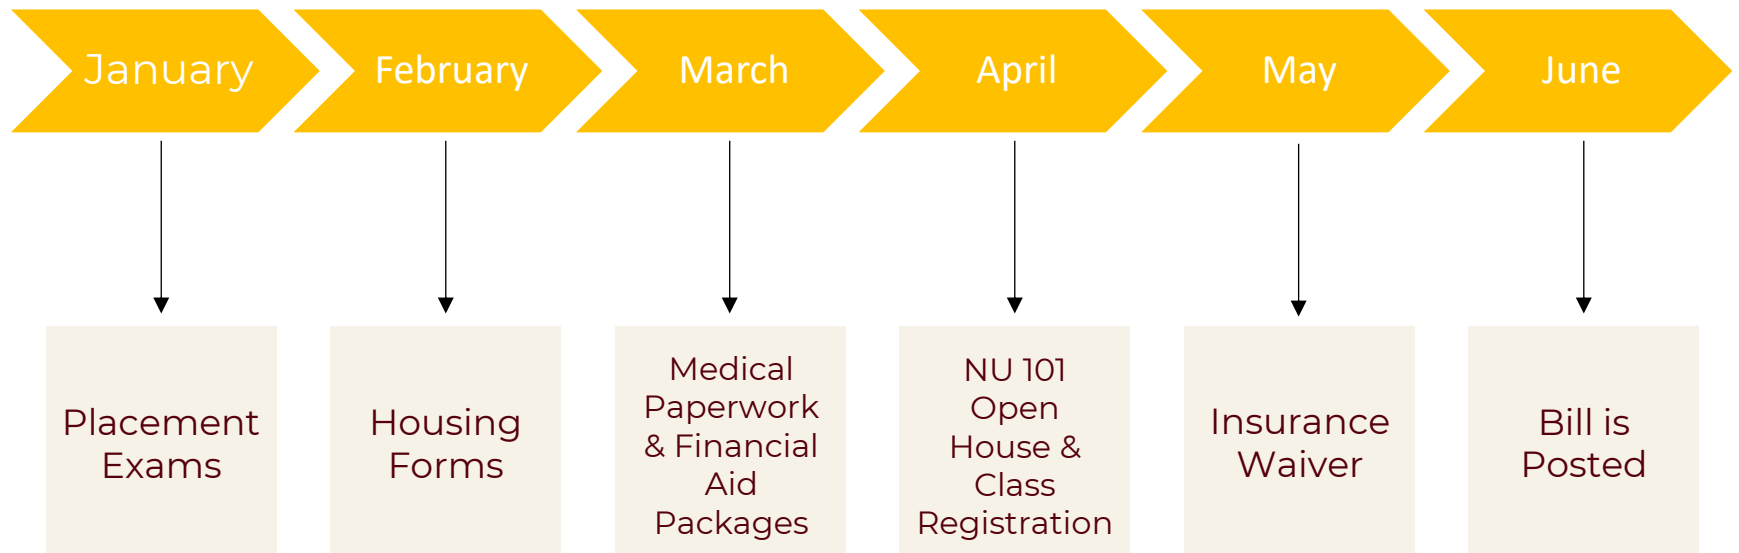 January
February
March
April
May
June
Placement
Exams
Housing
Forms
Medical
Paperwork
& Financial
Aid
Packages
NU 101
Open
House &
Class
Registration
Insurance
Waiver
Bill is
Posted